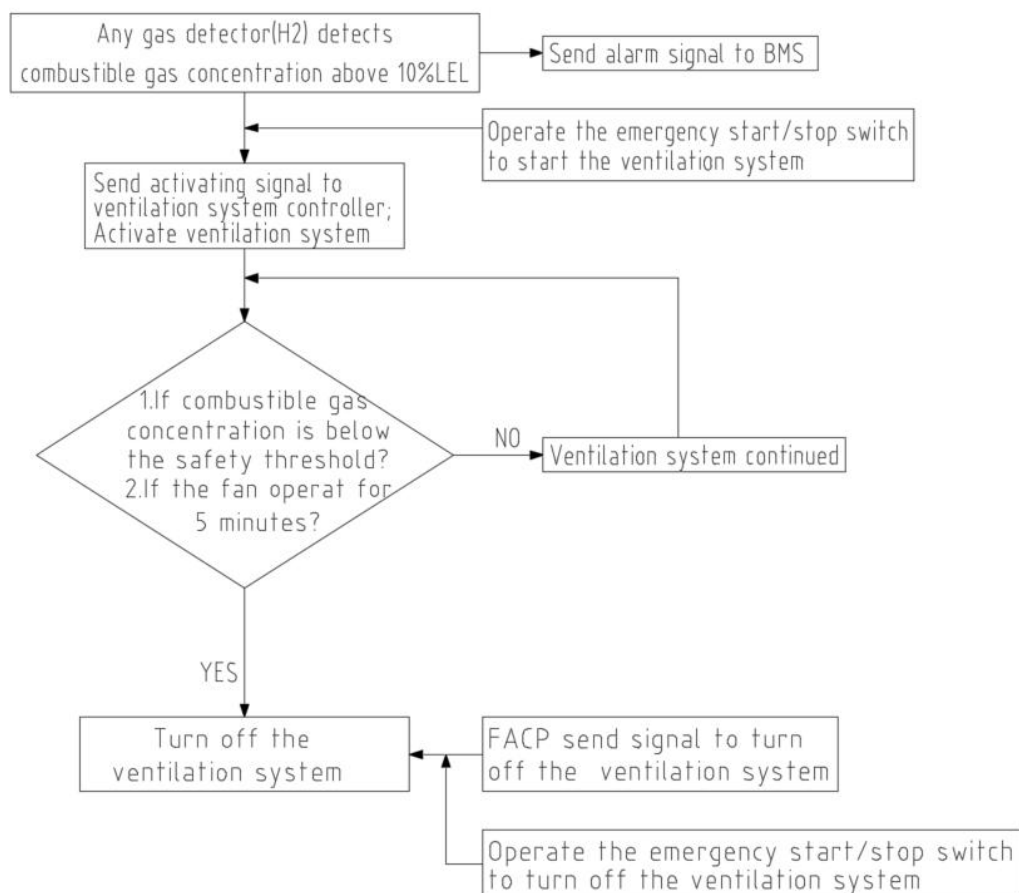 Any gas detector(H2) detects
combustible gas concentration above 10%LEL
Send alarm signal to BMS
Operate the emergency start/stop switch
to start the ventilation system
Send activating signal to
ventilation system controller;
Activate ventilation system
1.If combustible gas
concentration is below
the safety threshold?
2.If the fan operat for
5 minutes?
NO
Ventilation system continued
YES
Turn off the
ventilation system
FACP send signal to turn
off the ventilation system
Operate the emergency start/stop switch
to turn off the ventilation system